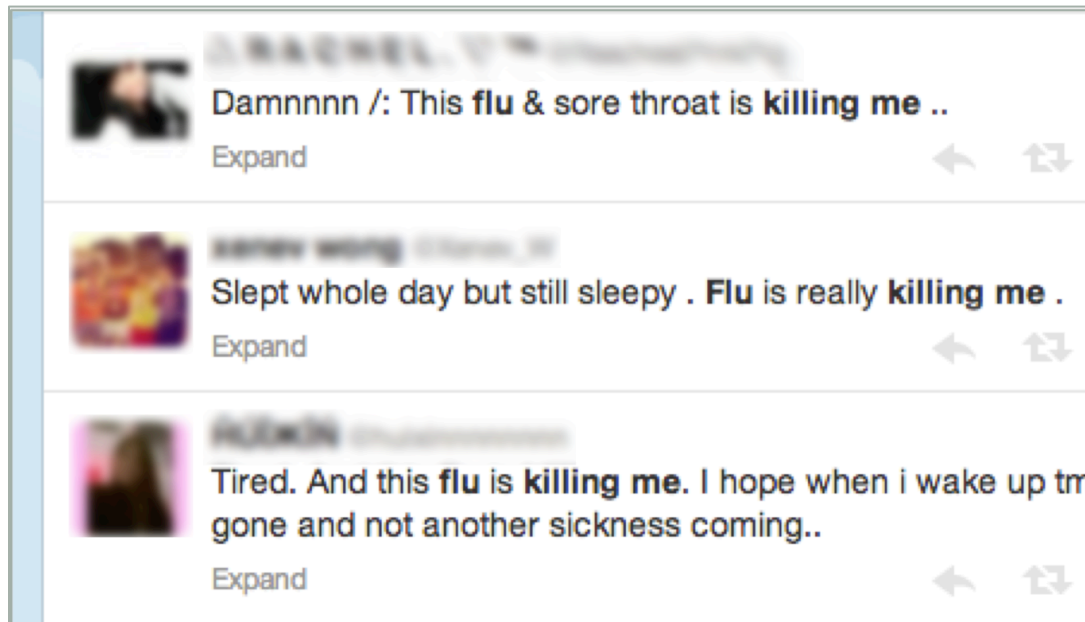 Damnnnn /: This flu & sore throat is killing me ..
Expand
Slept whole day but still sleepy . Flu is really killing me .
Expand
Tired. And this flu is killing me. I hope when i wake up tm
gone and not another sickness coming..
Expand